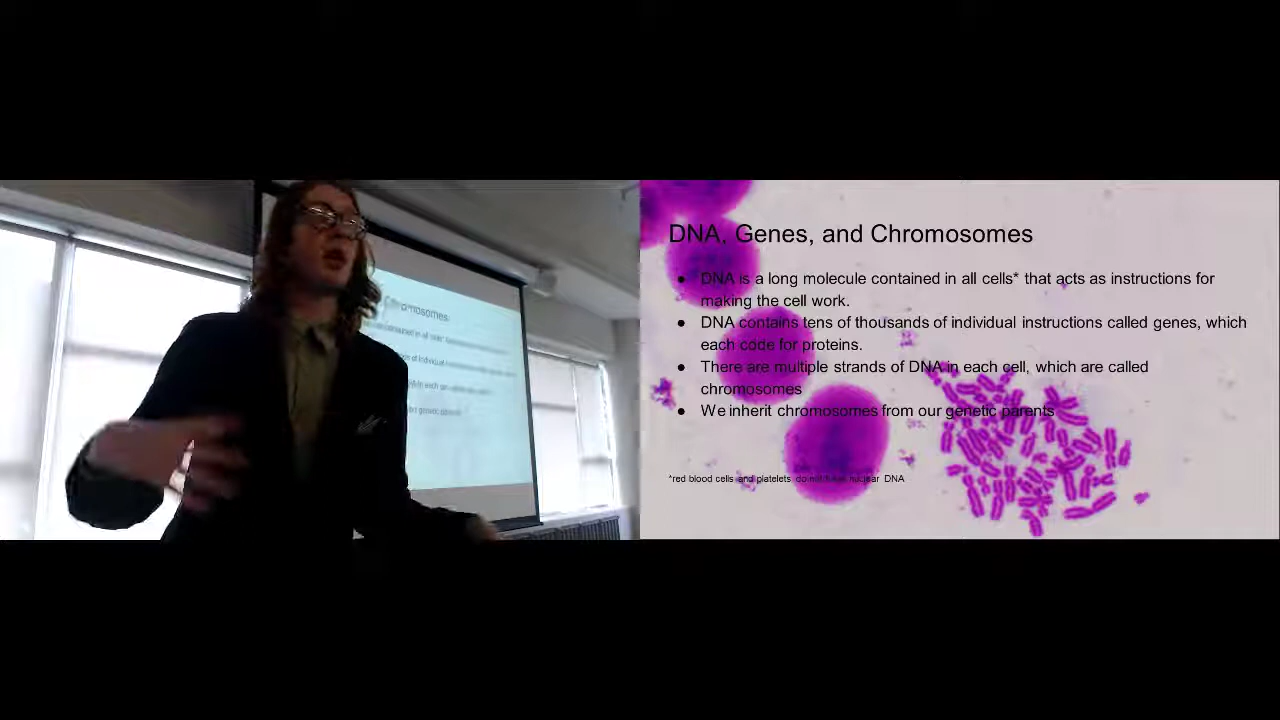 DNA, Genes, and Chromosomes
● DNA is a long molecule contained in all cells* that acts as instructions for
making the cell work.
● DNA contains tens of thousands of individual instructions called genes, which
each code for proteins.
● There are multiple strands of DNA in each cell, which are called
chromosomes
● We inherit chromosomes from our genetic parents
*red blood cells and platelets do not have nuclear DNA
Chromosomes